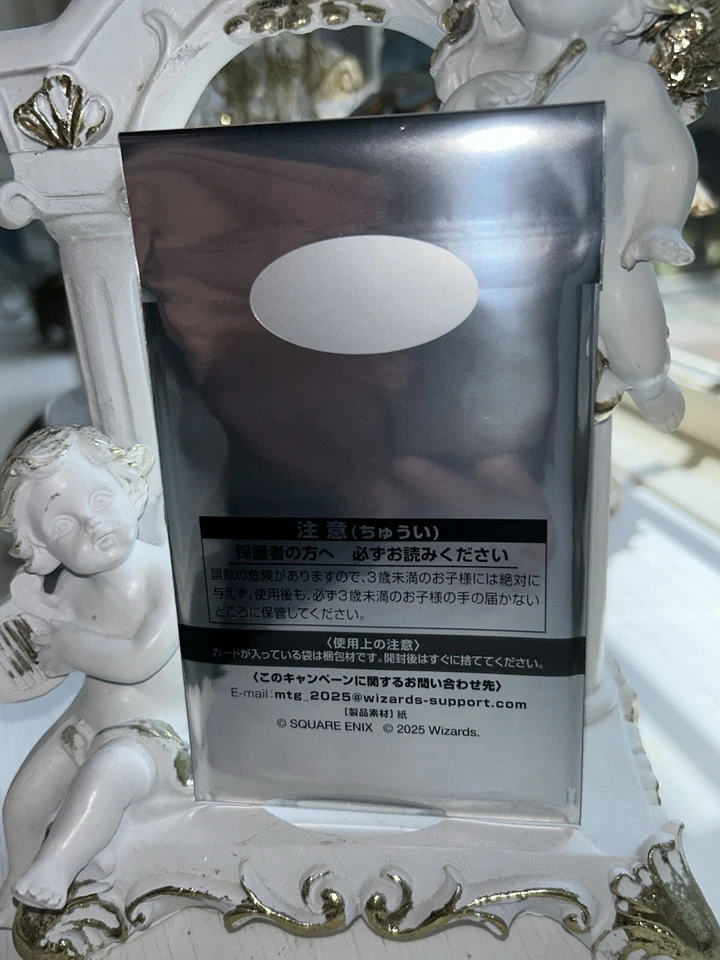 注意(ちゅうい)
保護者の方へ 必ずお読みください
誤飲の危険がありますので、3歳未満のお子様には絶対に
与えず、使用後も、必ず3歳未満のお子様の手の届かない
ところに保管してください。
〈使用上の注意〉
カードが入っている袋は梱包材です。開封後はすぐに捨ててください。
〈このキャンペーンに関するお問い合わせ先〉
E-mail:mtg_2025@wizards-support.com
[製品素材] 紙
© SQUARE ENIX © 2025 Wizards.